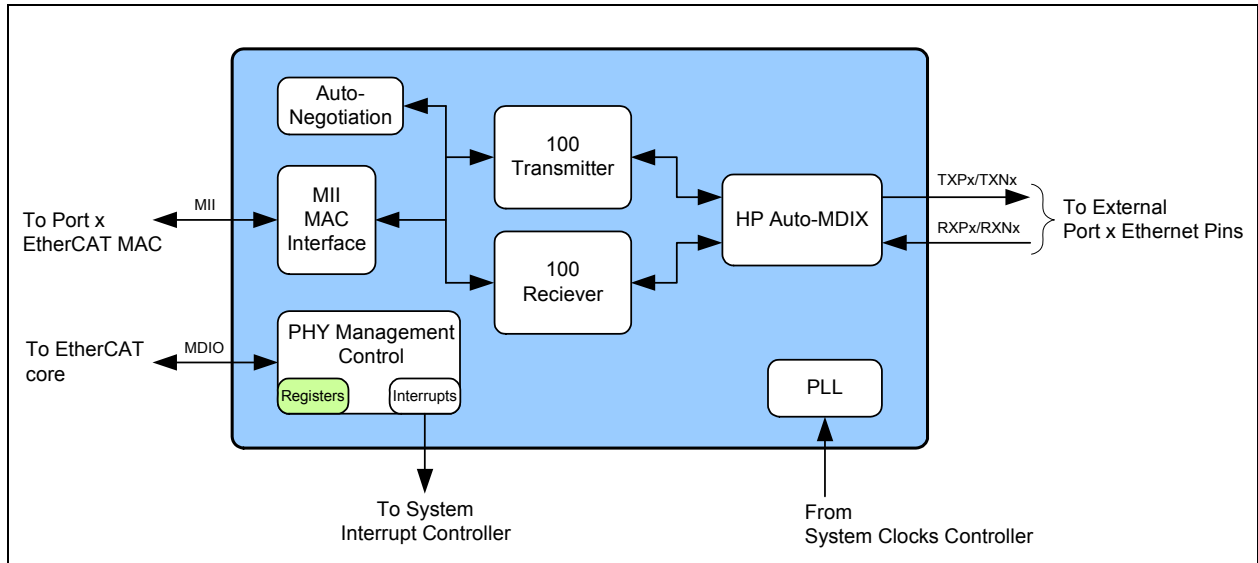 Auto-
Negotiation
100
Transmitter
MII
MAC
Interface
MII
To Port x
EtherCAT MAC
HP Auto-MDIX
TXPx/TXNx
RXPx/RXNx
To External
Port x Ethernet Pins
100
Reciever
PHY Management
Control
Registers
Interrupts
MDIO
To EtherCAT
core
PLL
To System
Interrupt Controller
From
System Clocks Controller